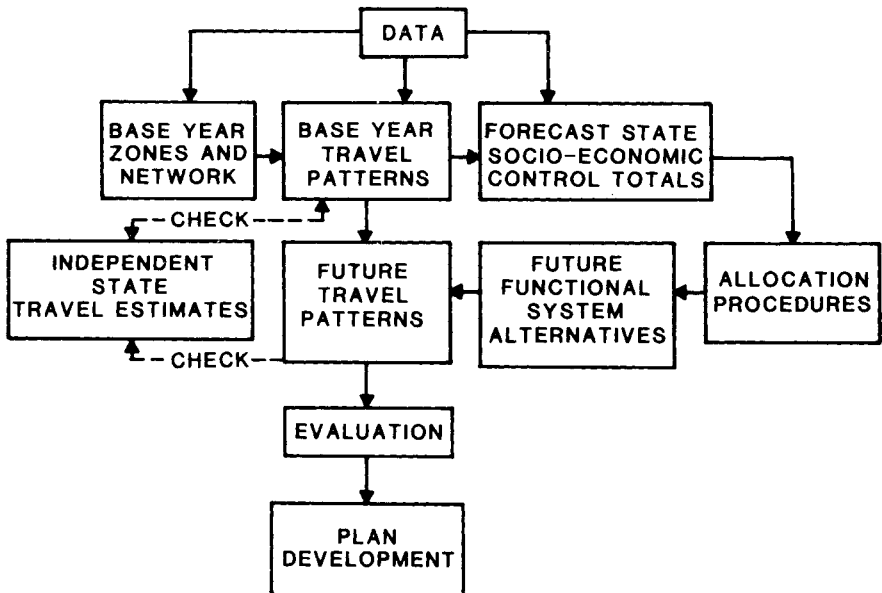 DATA
BASE YEAR
ZONES AND
NETWORK
BASE YEAR
TRAVEL
PATTERNS
FORECAST STATE
SOCIO-ECONOMIC
CONTROL TOTALS
CHECK
INDEPENDENT
STATE
TRAVEL ESTIMATES
FUTURE
TRAVEL
PATTERNS
FUTURE
FUNCTIONAL
SYSTEM
ALTERNATIVES
ALLOCATION
PROCEDURES
CHECK
EVALUATION
PLAN
DEVELOPMENT